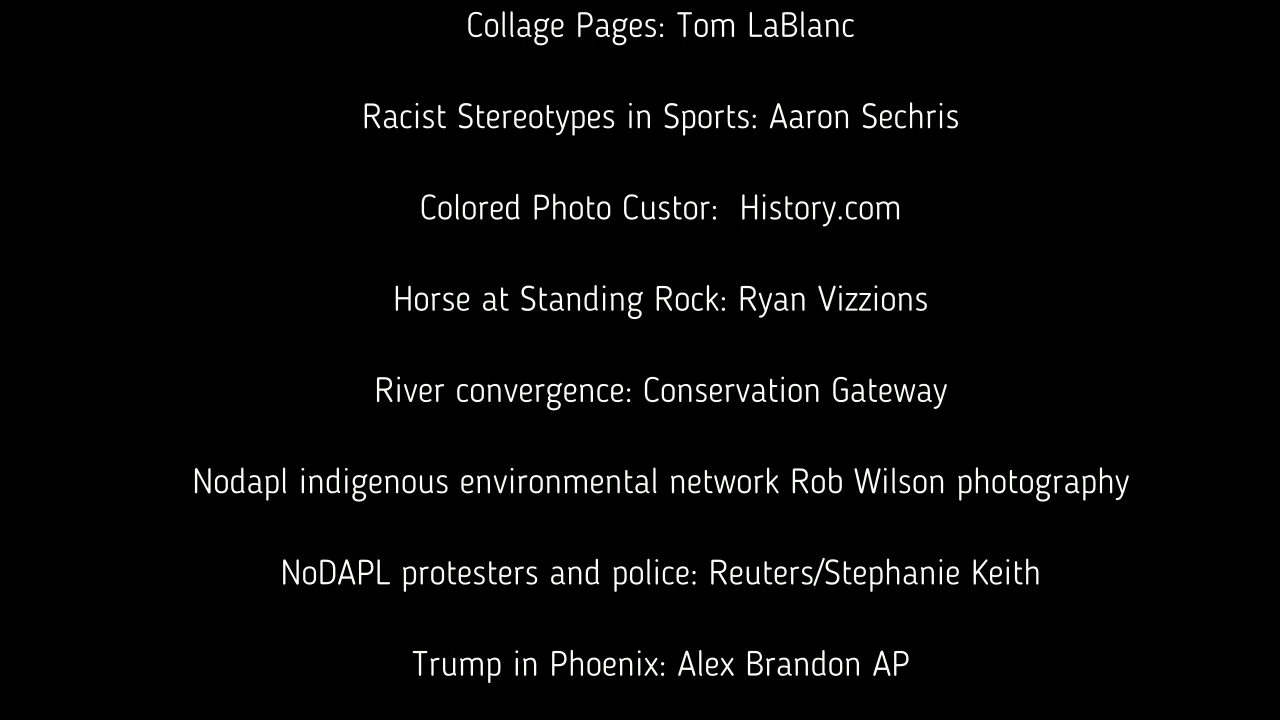 Collage Pages: Tom LaBlanc
Racist Stereotypes in Sports: Aaron Sechris
Colored Photo Custor:  History.com
Horse at Standing Rock: Ryan Vizzions
River convergence: Conservation Gateway
Nodapl indigenous environmental network Rob Wilson photography
NoDAPL protesters and police: Reuters/Stephanie Keith
Trump in Phoenix: Alex Brandon AP